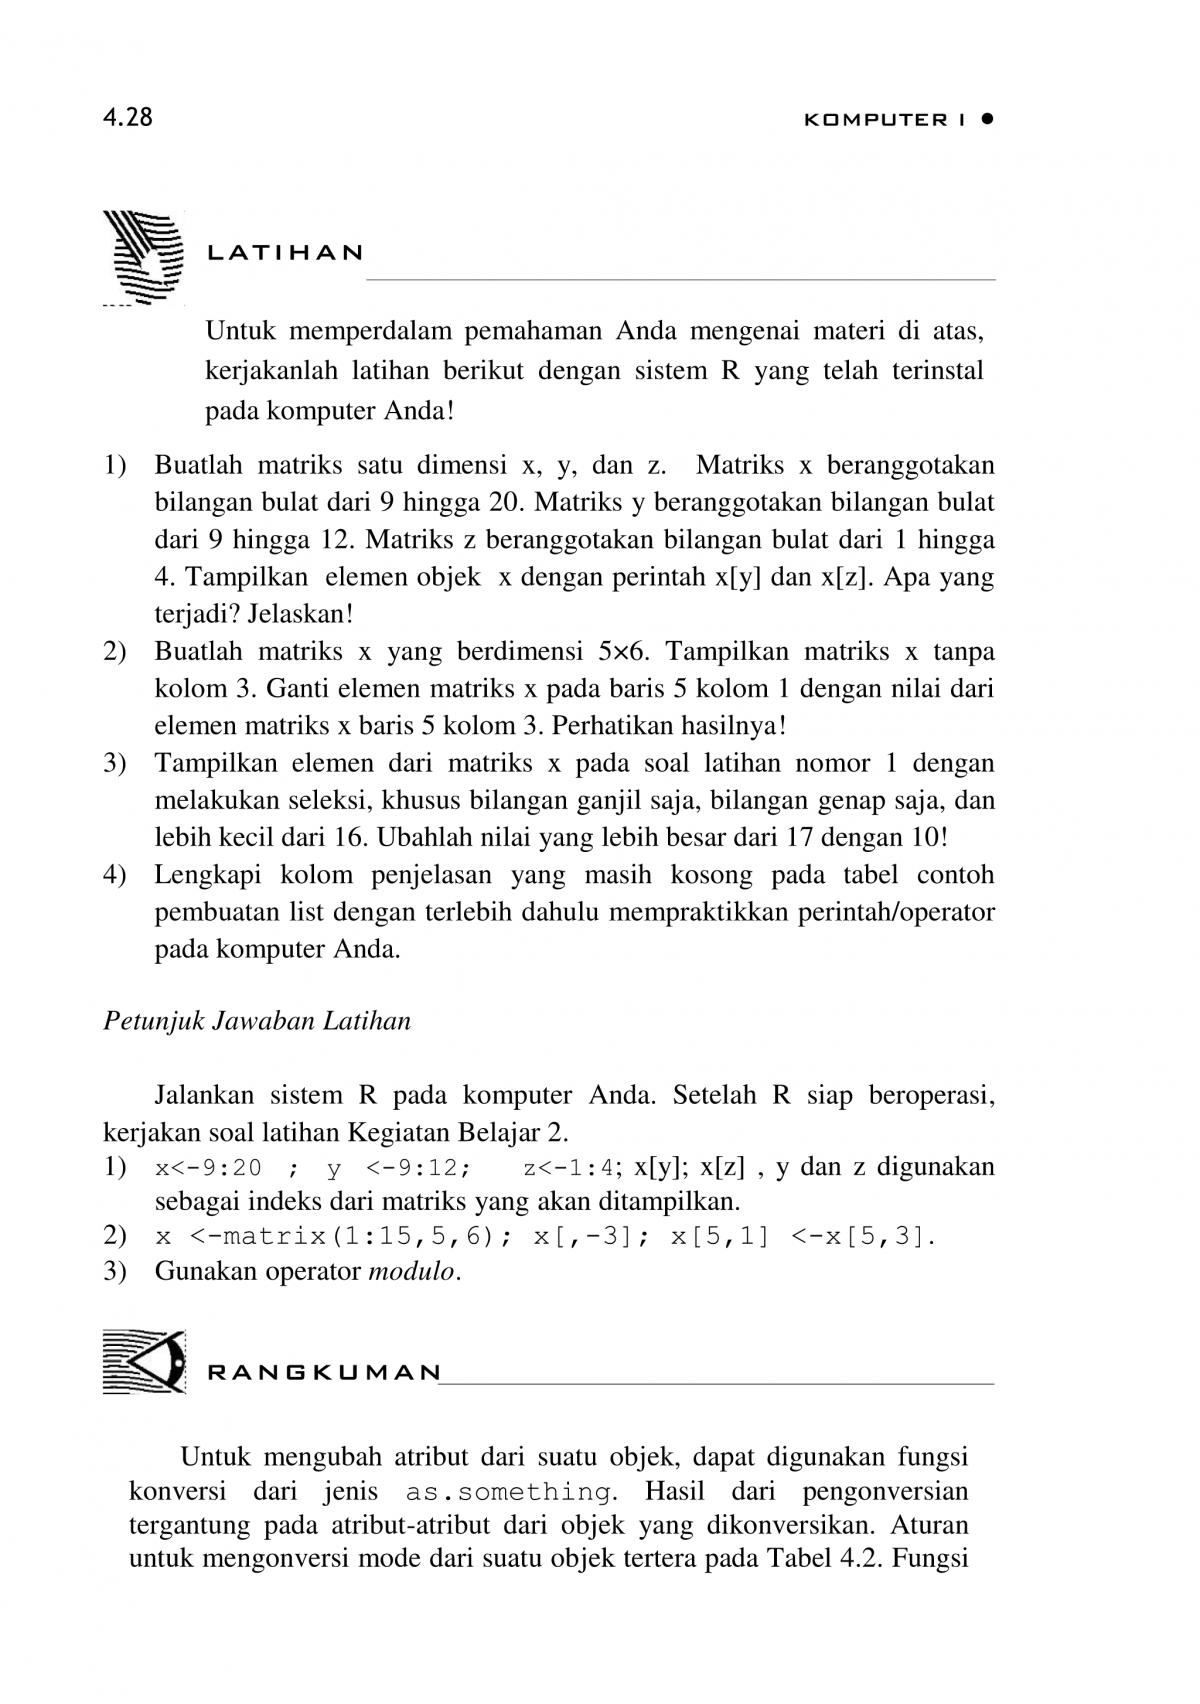 4.28 KOMPUTER I ●
LATIHAN
Untuk memperdalam pemahaman Anda mengenai materi di atas,
kerjakanlah latihan berikut dengan sistem R yang telah terinstal
pada komputer Anda!
1) Buatlah matriks satu dimensi x, y, dan z. Matriks x beranggotakan
bilangan bulat dari 9 hingga 20. Matriks y beranggotakan bilangan bulat
dari 9 hingga 12. Matriks z beranggotakan bilangan bulat dari 1 hingga
4. Tampilkan elemen objek x dengan perintah x[y] dan x[z]. Apa yang
terjadi? Jelaskan!
2) Buatlah matriks x yang berdimensi 5×6. Tampilkan matriks x tanpa
kolom 3. Ganti elemen matriks x pada baris 5 kolom 1 dengan nilai dari
elemen matriks x baris 5 kolom 3. Perhatikan hasilnya!
3) Tampilkan elemen dari matriks x pada soal latihan nomor 1 dengan
melakukan seleksi, khusus bilangan ganjil saja, bilangan genap saja, dan
lebih kecil dari 16. Ubahlah nilai yang lebih besar dari 17 dengan 10!
4) Lengkapi kolom penjelasan yang masih kosong pada tabel contoh
pembuatan list dengan terlebih dahulu mempraktikkan perintah/operator
pada komputer Anda.
Petunjuk Jawaban Latihan
Jalankan sistem R pada komputer Anda. Setelah R siap beroperasi,
kerjakan soal latihan Kegiatan Belajar 2.
1) x<-9:20 ; y <-9:12; z<-1:4; x[y]; x[z] , y dan z digunakan
sebagai indeks dari matriks yang akan ditampilkan.
2) x <-matrix(1:15,5,6); x[,-3]; x[5,1] <-x[5,3].
3) Gunakan operator modulo.
RANGKUMAN
Untuk mengubah atribut dari suatu objek, dapat digunakan fungsi
konversi dari jenis as.something. Hasil dari pengonversian
tergantung pada atribut-atribut dari objek yang dikonversikan. Aturan
untuk mengonversi mode dari suatu objek tertera pada Tabel 4.2. Fungsi